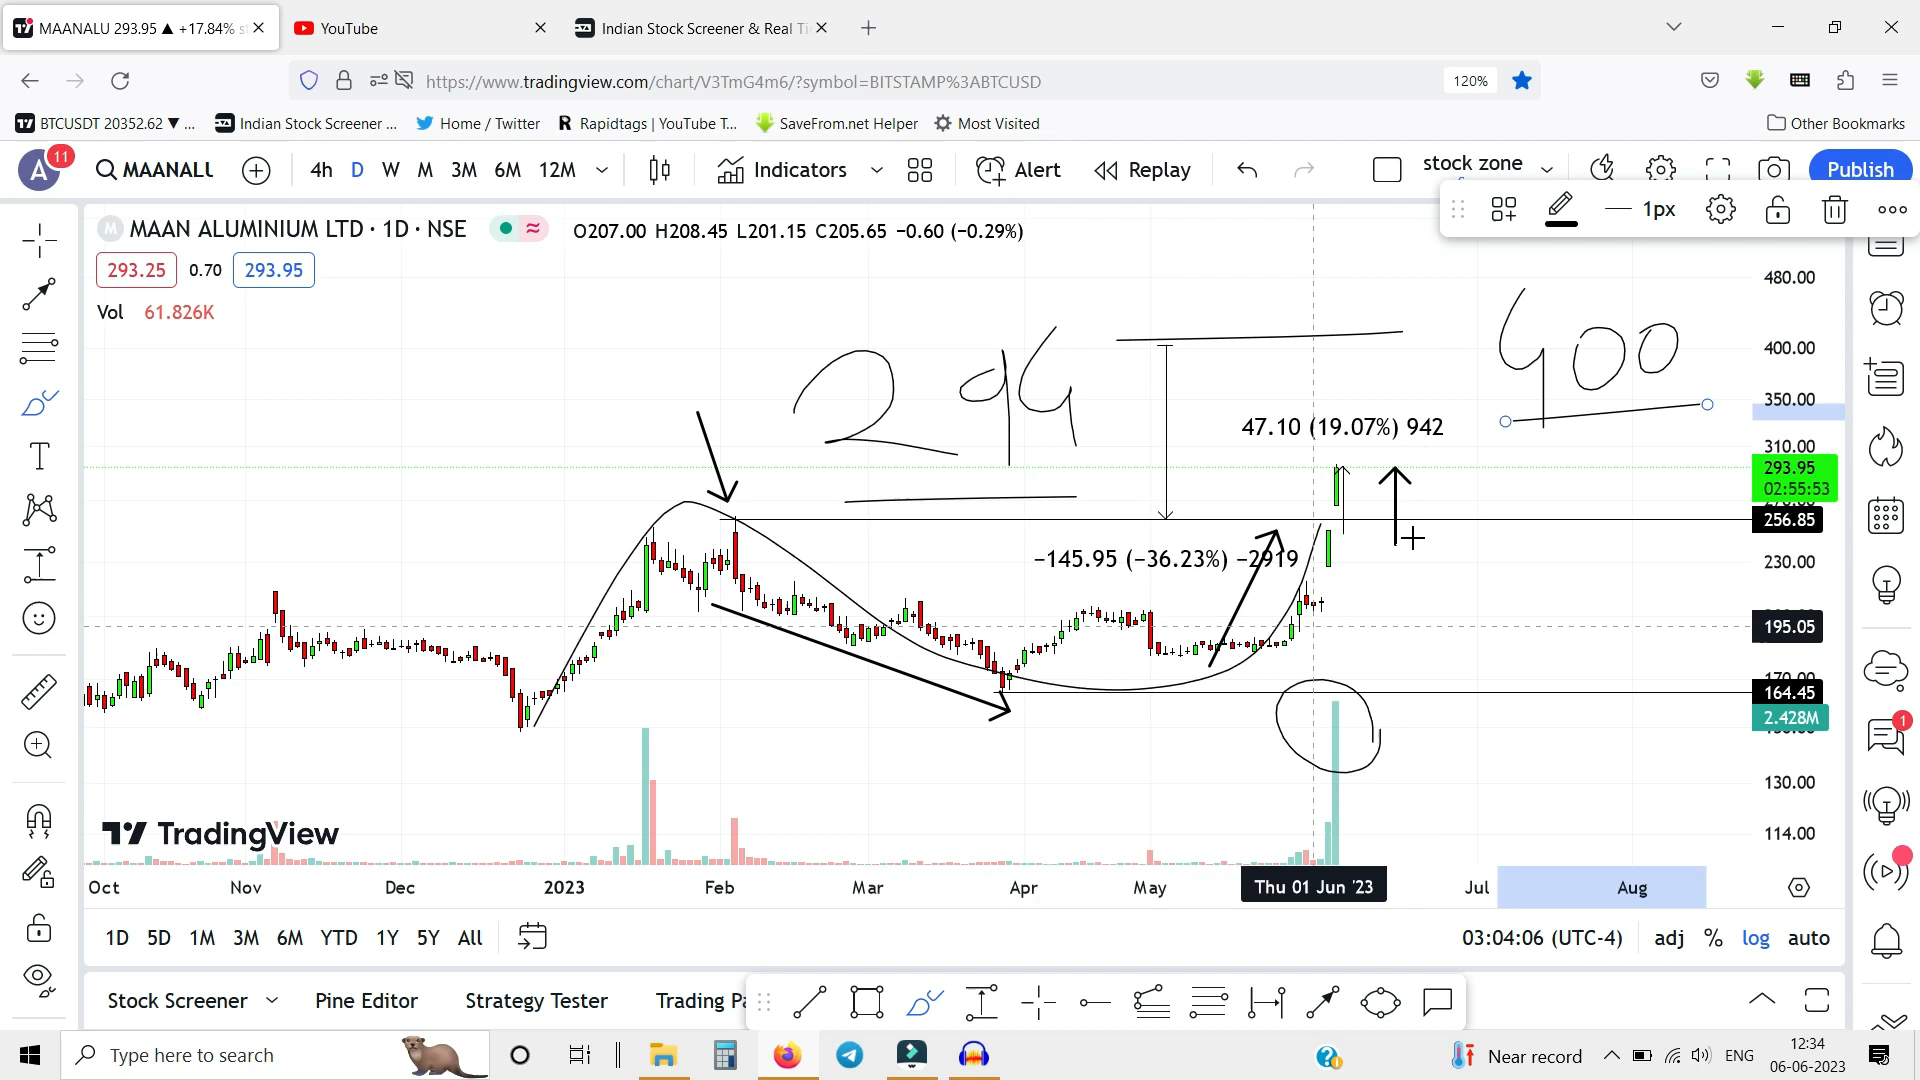 MAANALU 293.95 ▲ +17.84% s
YouTube
Indian Stock Screener & Real Ti
https://www.tradingview.com/chart/V3TmG4m6/?symbol=BITSTAMP%3ABTCUSD
120%
BTCUSDT 20352.62 ▼ ...
Indian Stock Screener ...
Home / Twitter
Rapidtags | YouTube T...
SaveFrom.net Helper
Most Visited
Other Bookmarks
A
11
MAANALU
4h D W M 3M 6M 12M
Indicators
Alert
Replay
stock zone
Publish
1px
M
MAAN ALUMINIUM LTD · 1D · NSE
O207.00 H208.45 L201.15 C205.65 −0.60 (−0.29%)
293.25
0.70
293.95
Vol 61.826K
294
400
47.10 (19.07%) 942
−145.95 (−36.23%) −2919
480.00
400.00
350.00
310.00
293.95
02:55:53
256.85
230.00
195.05
164.45
2.428M
130.00
114.00
1
TradingView
Oct Nov Dec 2023 Feb Mar Apr May Thu 01 Jun '23 Jul Aug
1D 5D 1M 3M 6M YTD 1Y 5Y All
03:04:06 (UTC-4)
adj % log auto
Stock Screener
Pine Editor
Strategy Tester
Trading Pa
Type here to search
Near record
ENG
12:34
06-06-2023